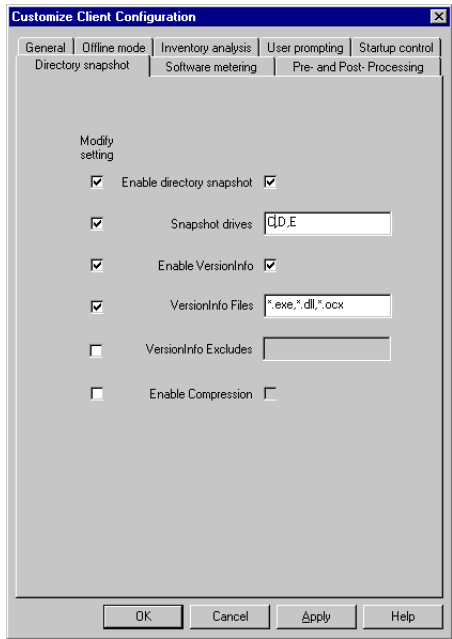 Customize Client Configuration
General Offline mode Inventory analysis User prompting Startup control
Directory snapshot Software metering Pre- and Post- Processing
Modify
setting
Enable directory snapshot
Snapshot drives C,D,E
Enable VersionInfo
VersionInfo Files *.exe,*.dll,*.ocx
VersionInfo Excludes
Enable Compression
OK Cancel Apply Help